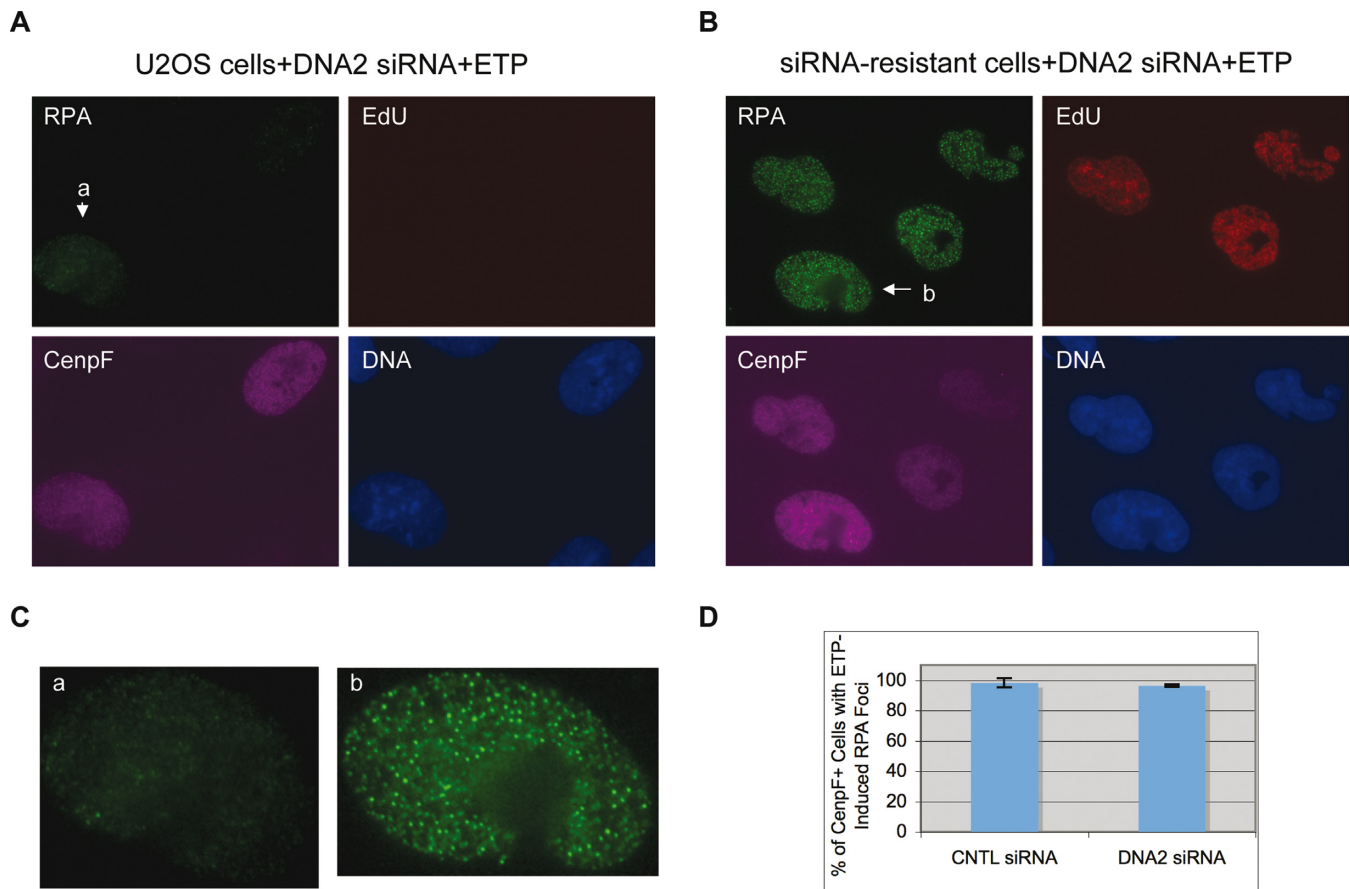 A
U2OS cells+DNA2 siRNA+ETP
RPA
EdU
a
CenpF
DNA
B
siRNA-resistant cells+DNA2 siRNA+ETP
RPA
EdU
b
CenpF
DNA
C
a
b
D
% of CenpF+ Cells with ETP-
Induced RPA Foci
100
80
60
40
20
0
CNTL siRNA
DNA2 siRNA